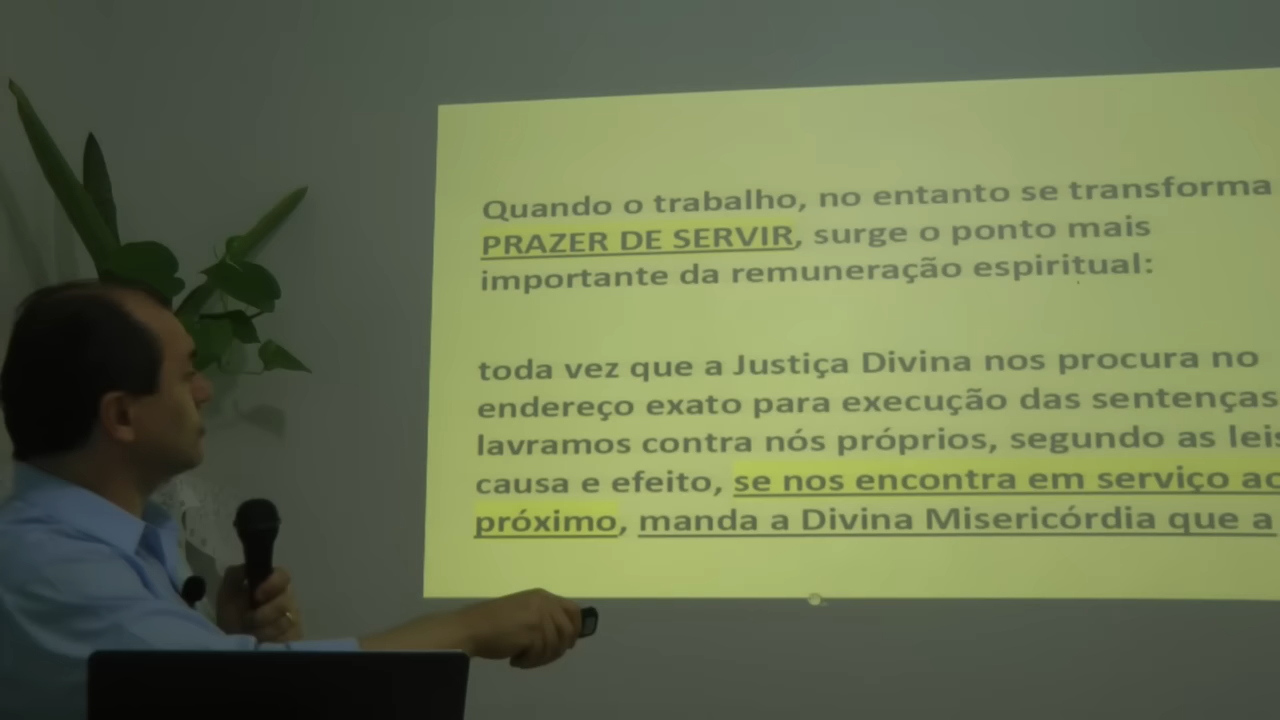 Quando o trabalho, no entanto se transforma
PRAZER DE SERVIR, surge o ponto mais
importante da remuneração espiritual:
toda vez que a Justiça Divina nos procura no
endereço exato para execução das sentenças
lavramos contra nós próprios, segundo as leis
causa e efeito, se nos encontra em serviço ao
próximo, manda a Divina Misericórdia que a